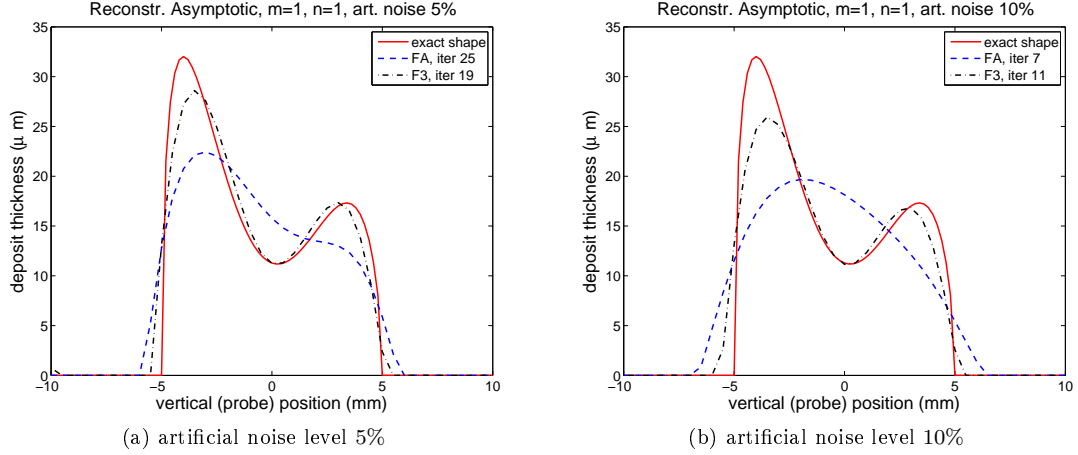 Reconstr. Asymptotic, m=1, n=1, art. noise 5%
35
30
25
20
15
10
5
0
deposit thickness (μ m)
exact shape
FA, iter 25
F3, iter 19
−10
−5
0
5
10
vertical (probe) position (mm)
(a) artificial noise level 5%
Reconstr. Asymptotic, m=1, n=1, art. noise 10%
35
30
25
20
15
10
5
0
deposit thickness (μ m)
exact shape
FA, iter 7
F3, iter 11
−10
−5
0
5
10
vertical (probe) position (mm)
(b) artificial noise level 10%